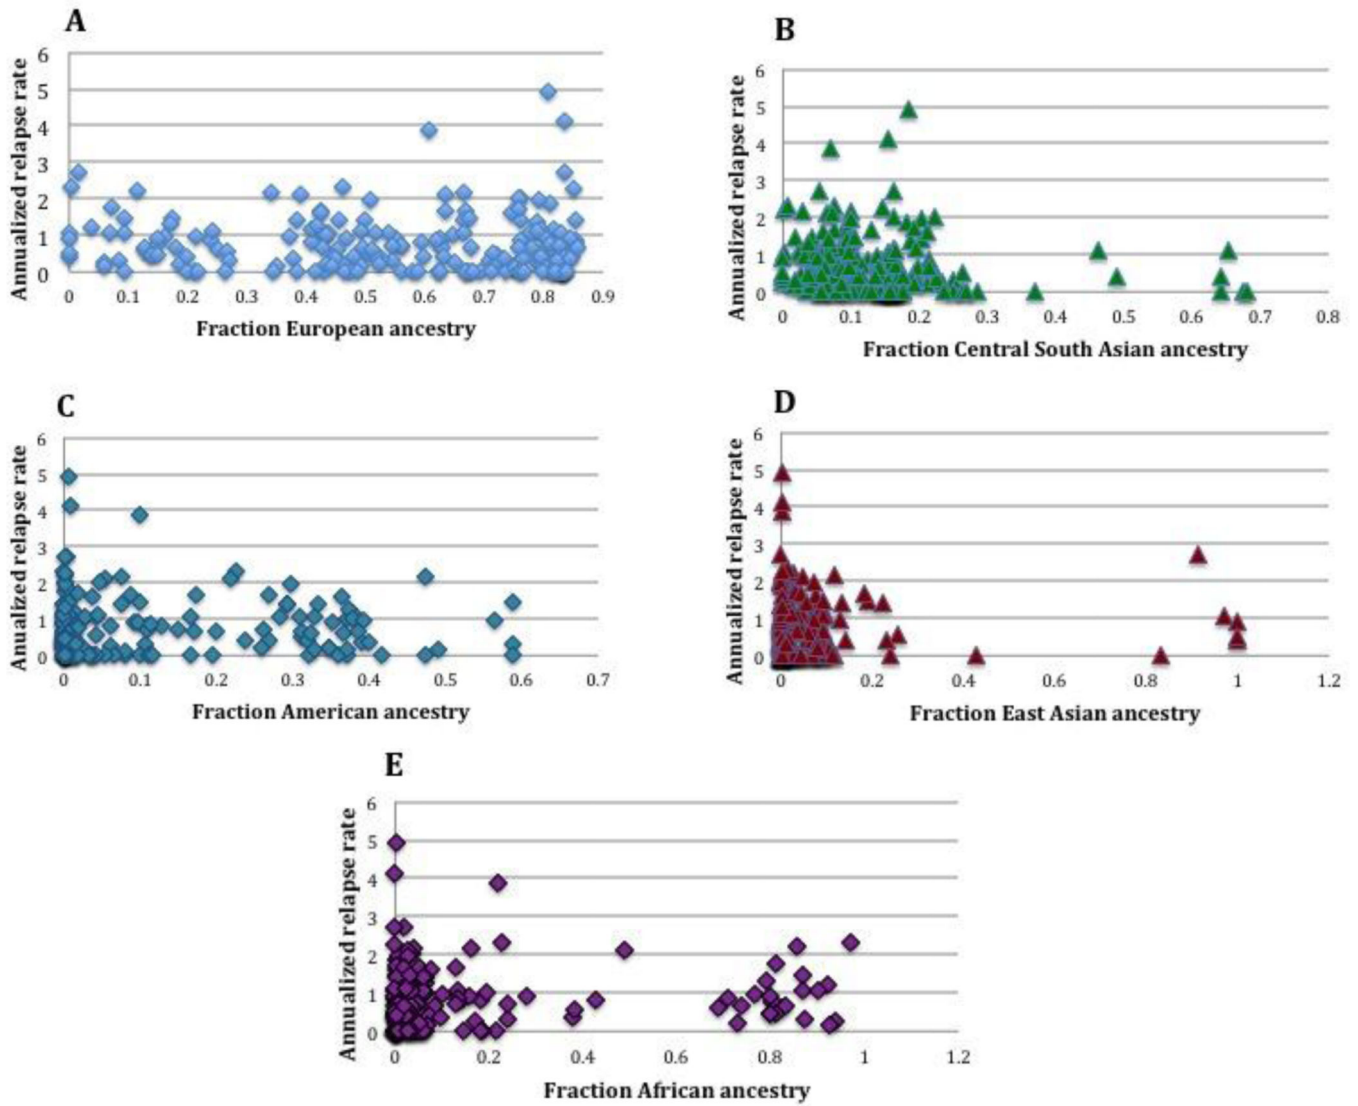 A
Annualized relapse rate
6
5
4
3
2
1
0
0 0.1 0.2 0.3 0.4 0.5 0.6 0.7 0.8 0.9
Fraction European ancestry
B
Annualized relapse rate
6
5
4
3
2
1
0
0 0.1 0.2 0.3 0.4 0.5 0.6 0.7 0.8
Fraction Central South Asian ancestry
C
Annualized relapse rate
6
5
4
3
2
1
0
0 0.1 0.2 0.3 0.4 0.5 0.6 0.7
Fraction American ancestry
D
Annualized relapse rate
6
5
4
3
2
1
0
0 0.2 0.4 0.6 0.8 1 1.2
Fraction East Asian ancestry
E
Annualized relapse rate
6
5
4
3
2
1
0
0 0.2 0.4 0.6 0.8 1 1.2
Fraction African ancestry